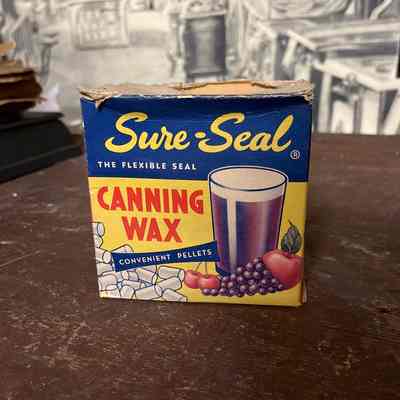 Sure-Seal ®
THE FLEXIBLE SEAL
CANNING
WAX
CONVENIENT PELLETS